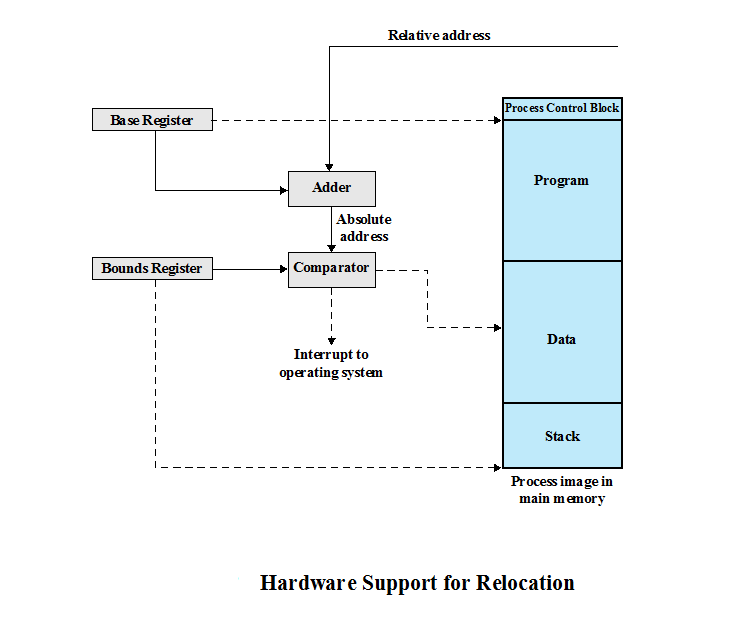 Relative address
Process Control Block
Base Register
Program
Adder
Absolute
address
Bounds Register
Comparator
Data
Interrupt to
operating system
Stack
Process image in
main memory
Hardware Support for Relocation